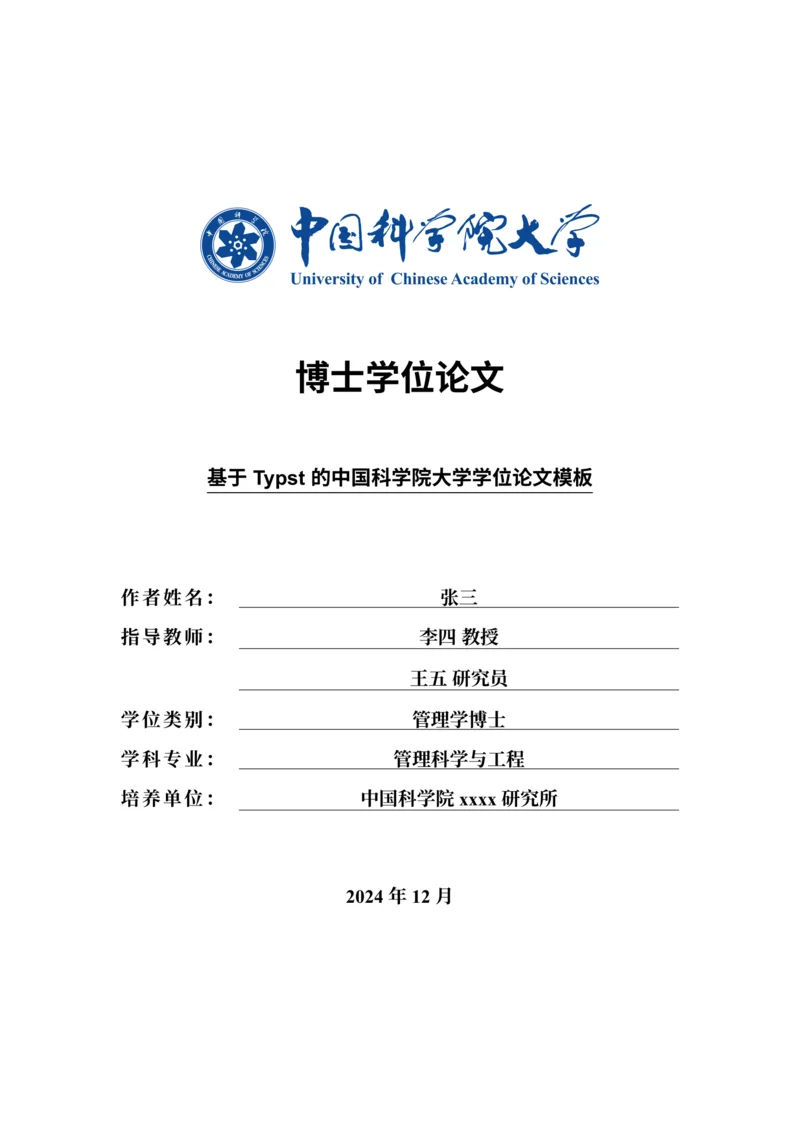 中国科学院
CHINESE ACADEMY OF SCIENCES
中国科学院大学
University of Chinese Academy of Sciences
博士学位论文
基于 Typst 的中国科学院大学学位论文模板
作者姓名： 张三
指导教师： 李四 教授
王五 研究员
学位类别： 管理学博士
学科专业： 管理科学与工程
培养单位： 中国科学院 xxxx 研究所
2024 年 12 月